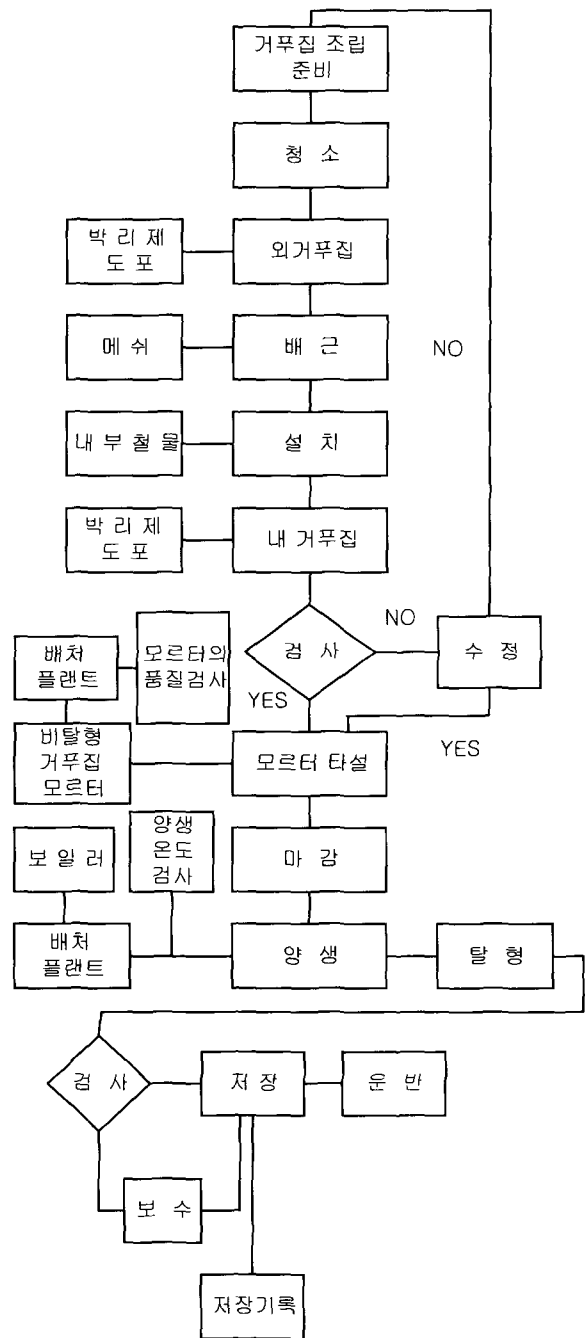 거푸집 조립
준비
청 소
박 리 제
도 포
외거푸집
메 쉬
배 근
NO
내 부 철 물
설 치
박 리 제
도 포
내 거푸집
NO
검 사
수 정
배처
플랜트
모르터의
품질검사
YES
비탈형
거푸집
모르터
모르터 타설
YES
보 일 러
양생
온도
검사
마 감
배처
플랜트
양 생
탈 형
검 사
저 장
운 반
보 수
저장기록